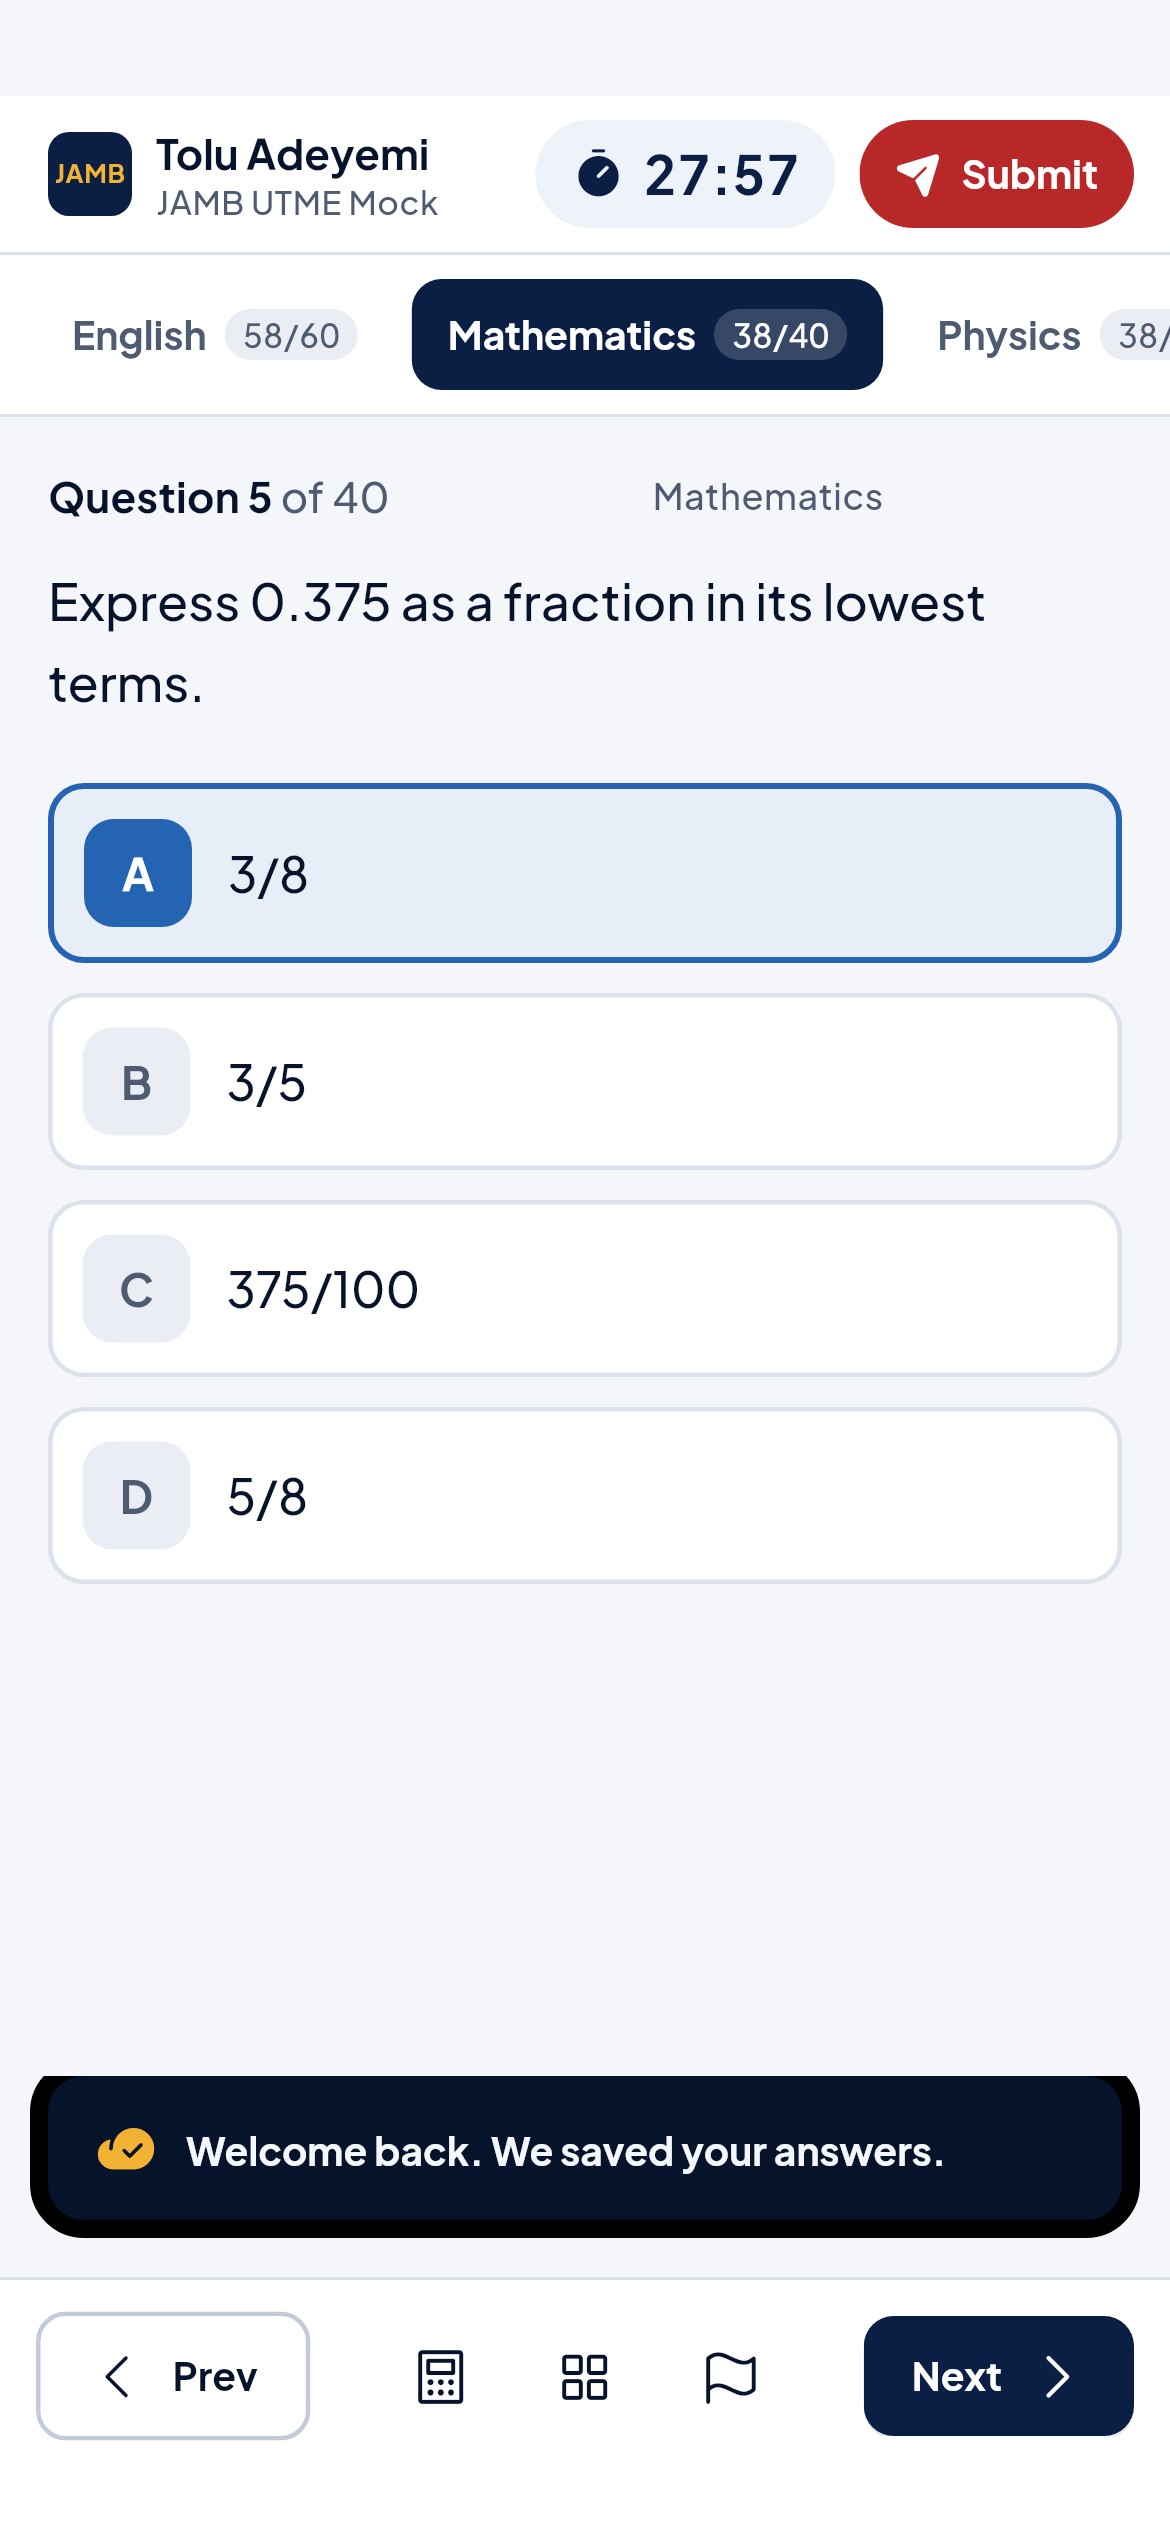 JAMB
Tolu Adeyemi
JAMB UTME Mock
27:57
Submit
English 58/60
Mathematics 38/40
Physics 38/
Question 5 of 40
Mathematics
Express 0.375 as a fraction in its lowest
terms.
A 3/8
B 3/5
C 375/100
D 5/8
Welcome back. We saved your answers.
Prev
Next